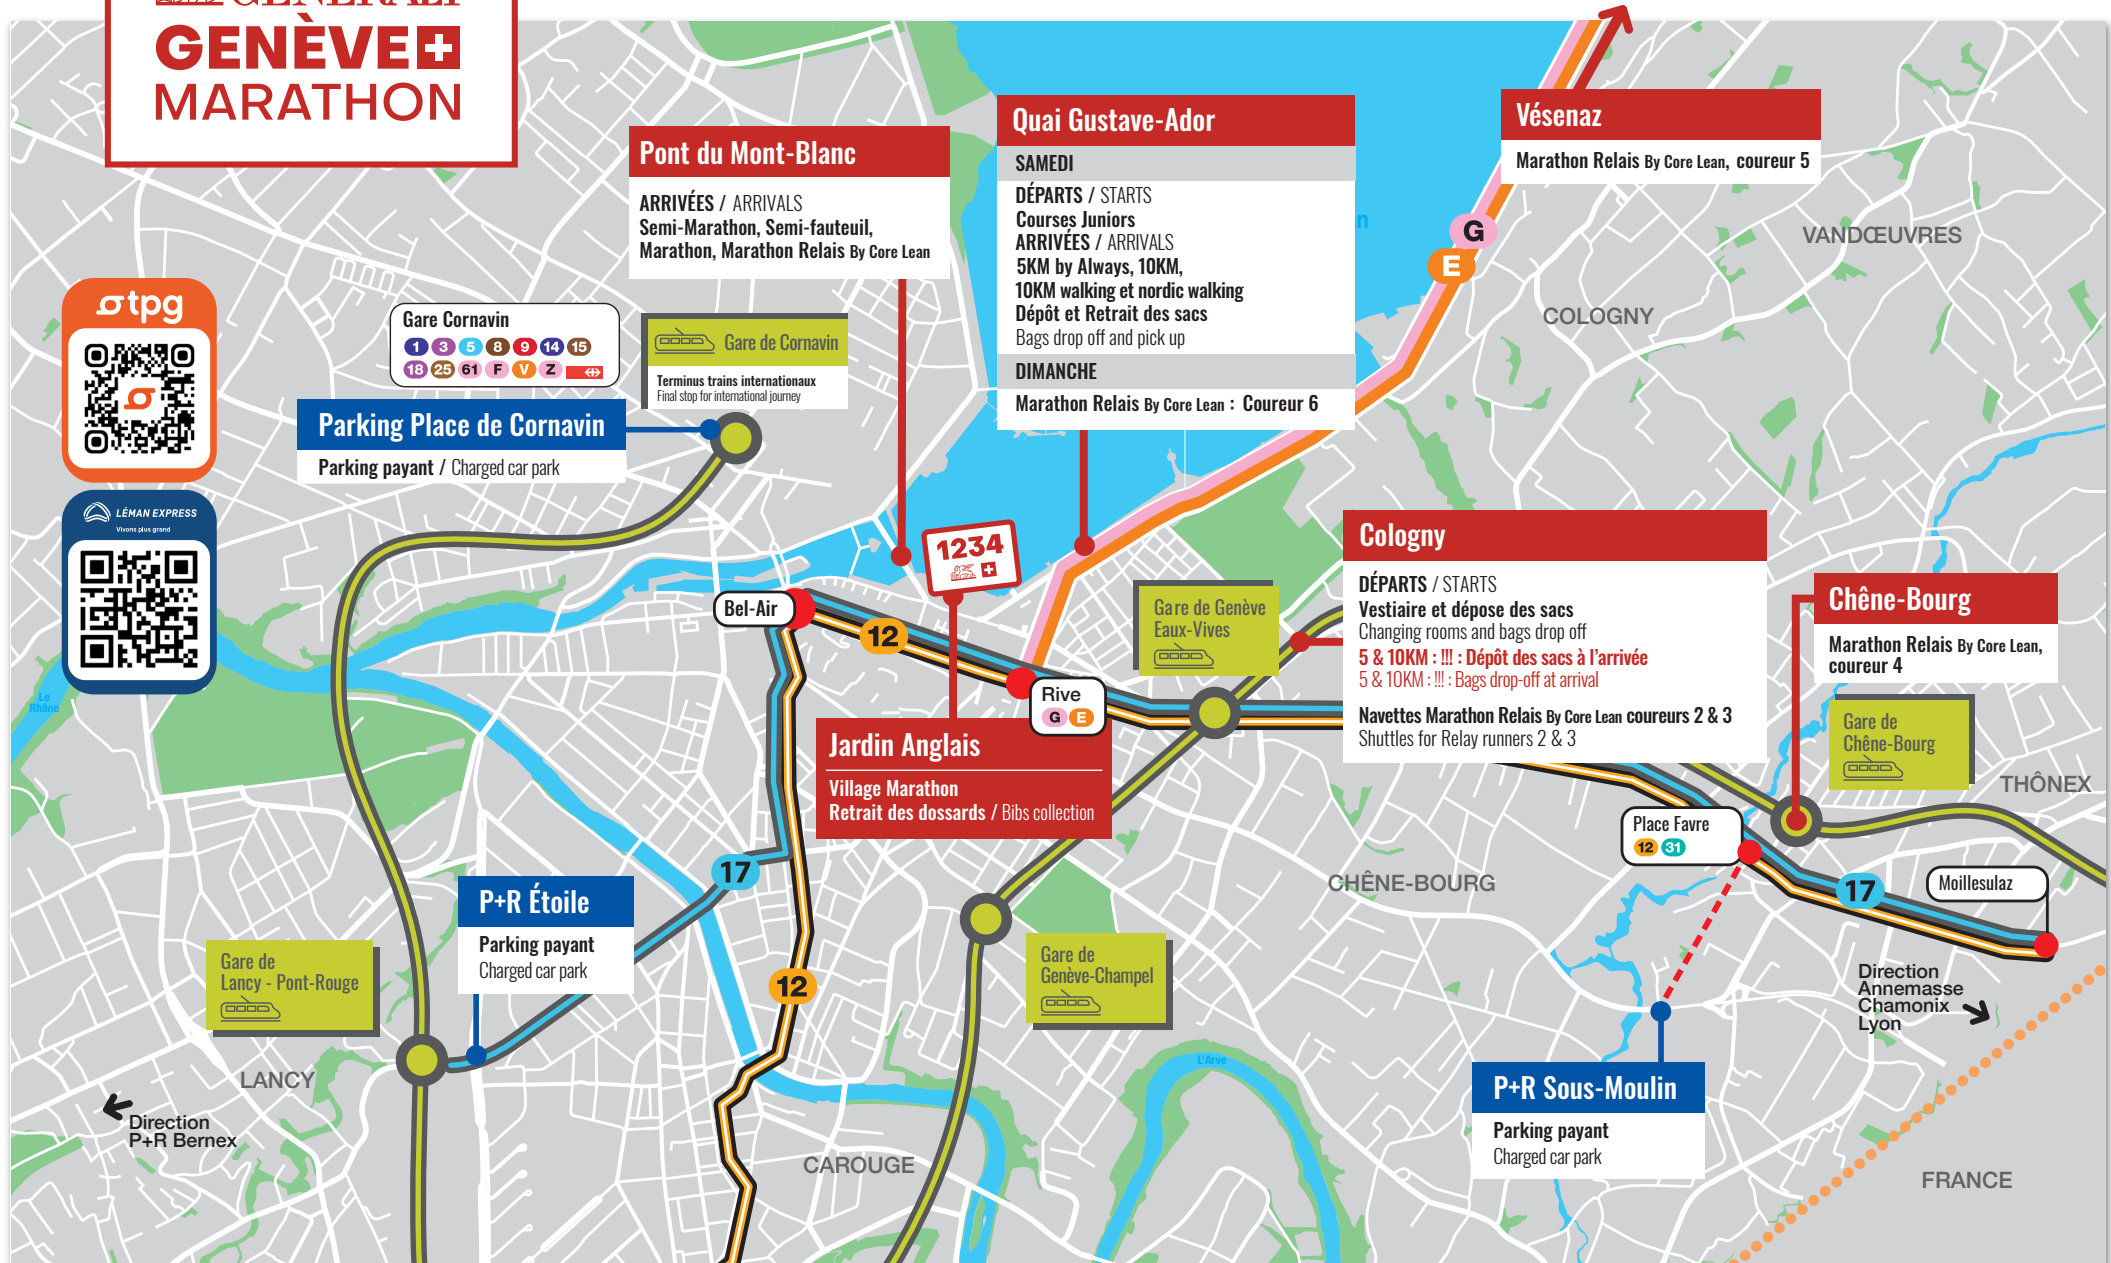 GENERALI
GENÈVE
MARATHON
Pont du Mont-Blanc
ARRIVÉES / ARRIVALS
Semi-Marathon, Semi-fauteuil,
Marathon, Marathon Relais By Core Lean
Quai Gustave-Ador
SAMEDI
DÉPARTS / STARTS
Courses Juniors
ARRIVÉES / ARRIVALS
5KM by Always, 10KM,
10KM walking et nordic walking
Dépôt et Retrait des sacs
Bags drop off and pick up
DIMANCHE
Marathon Relais By Core Lean : Coureur 6
n
Vésenaz
Marathon Relais By Core Lean, coureur 5
G
E
VANDŒUVRES
COLOGNY
tpg
Gare Cornavin
1 3 5 8 9 14 15
18 25 61 F V Z
Gare de Cornavin
Terminus trains internationaux
Final stop for international journey
Parking Place de Cornavin
Parking payant / Charged car park
LÉMAN EXPRESS
Vivons plus grand
Le
Rhône
1234
Bel-Air
12
Rive
G E
Gare de Genève
Eaux-Vives
Cologny
DÉPARTS / STARTS
Vestiaire et dépose des sacs
Changing rooms and bags drop off
5 & 10KM : !!! : Dépôt des sacs à l'arrivée
5 & 10KM : !!! : Bags drop-off at arrival
Navettes Marathon Relais By Core Lean coureurs 2 & 3
Shuttles for Relay runners 2 & 3
Chêne-Bourg
Marathon Relais By Core Lean,
coureur 4
Gare de
Chêne-Bourg
THÔNEX
Jardin Anglais
Village Marathon
Retrait des dossards / Bibs collection
Place Favre
12 31
17
CHÊNE-BOURG
17
Moillesulaz
P+R Étoile
Parking payant
Charged car park
Gare de
Lancy - Pont-Rouge
12
Gare de
Genève-Champel
Direction
Annemasse
Chamonix
Lyon
L'Arve
LANCY
P+R Sous-Moulin
Parking payant
Charged car park
Direction
P+R Bernex
CAROUGE
FRANCE